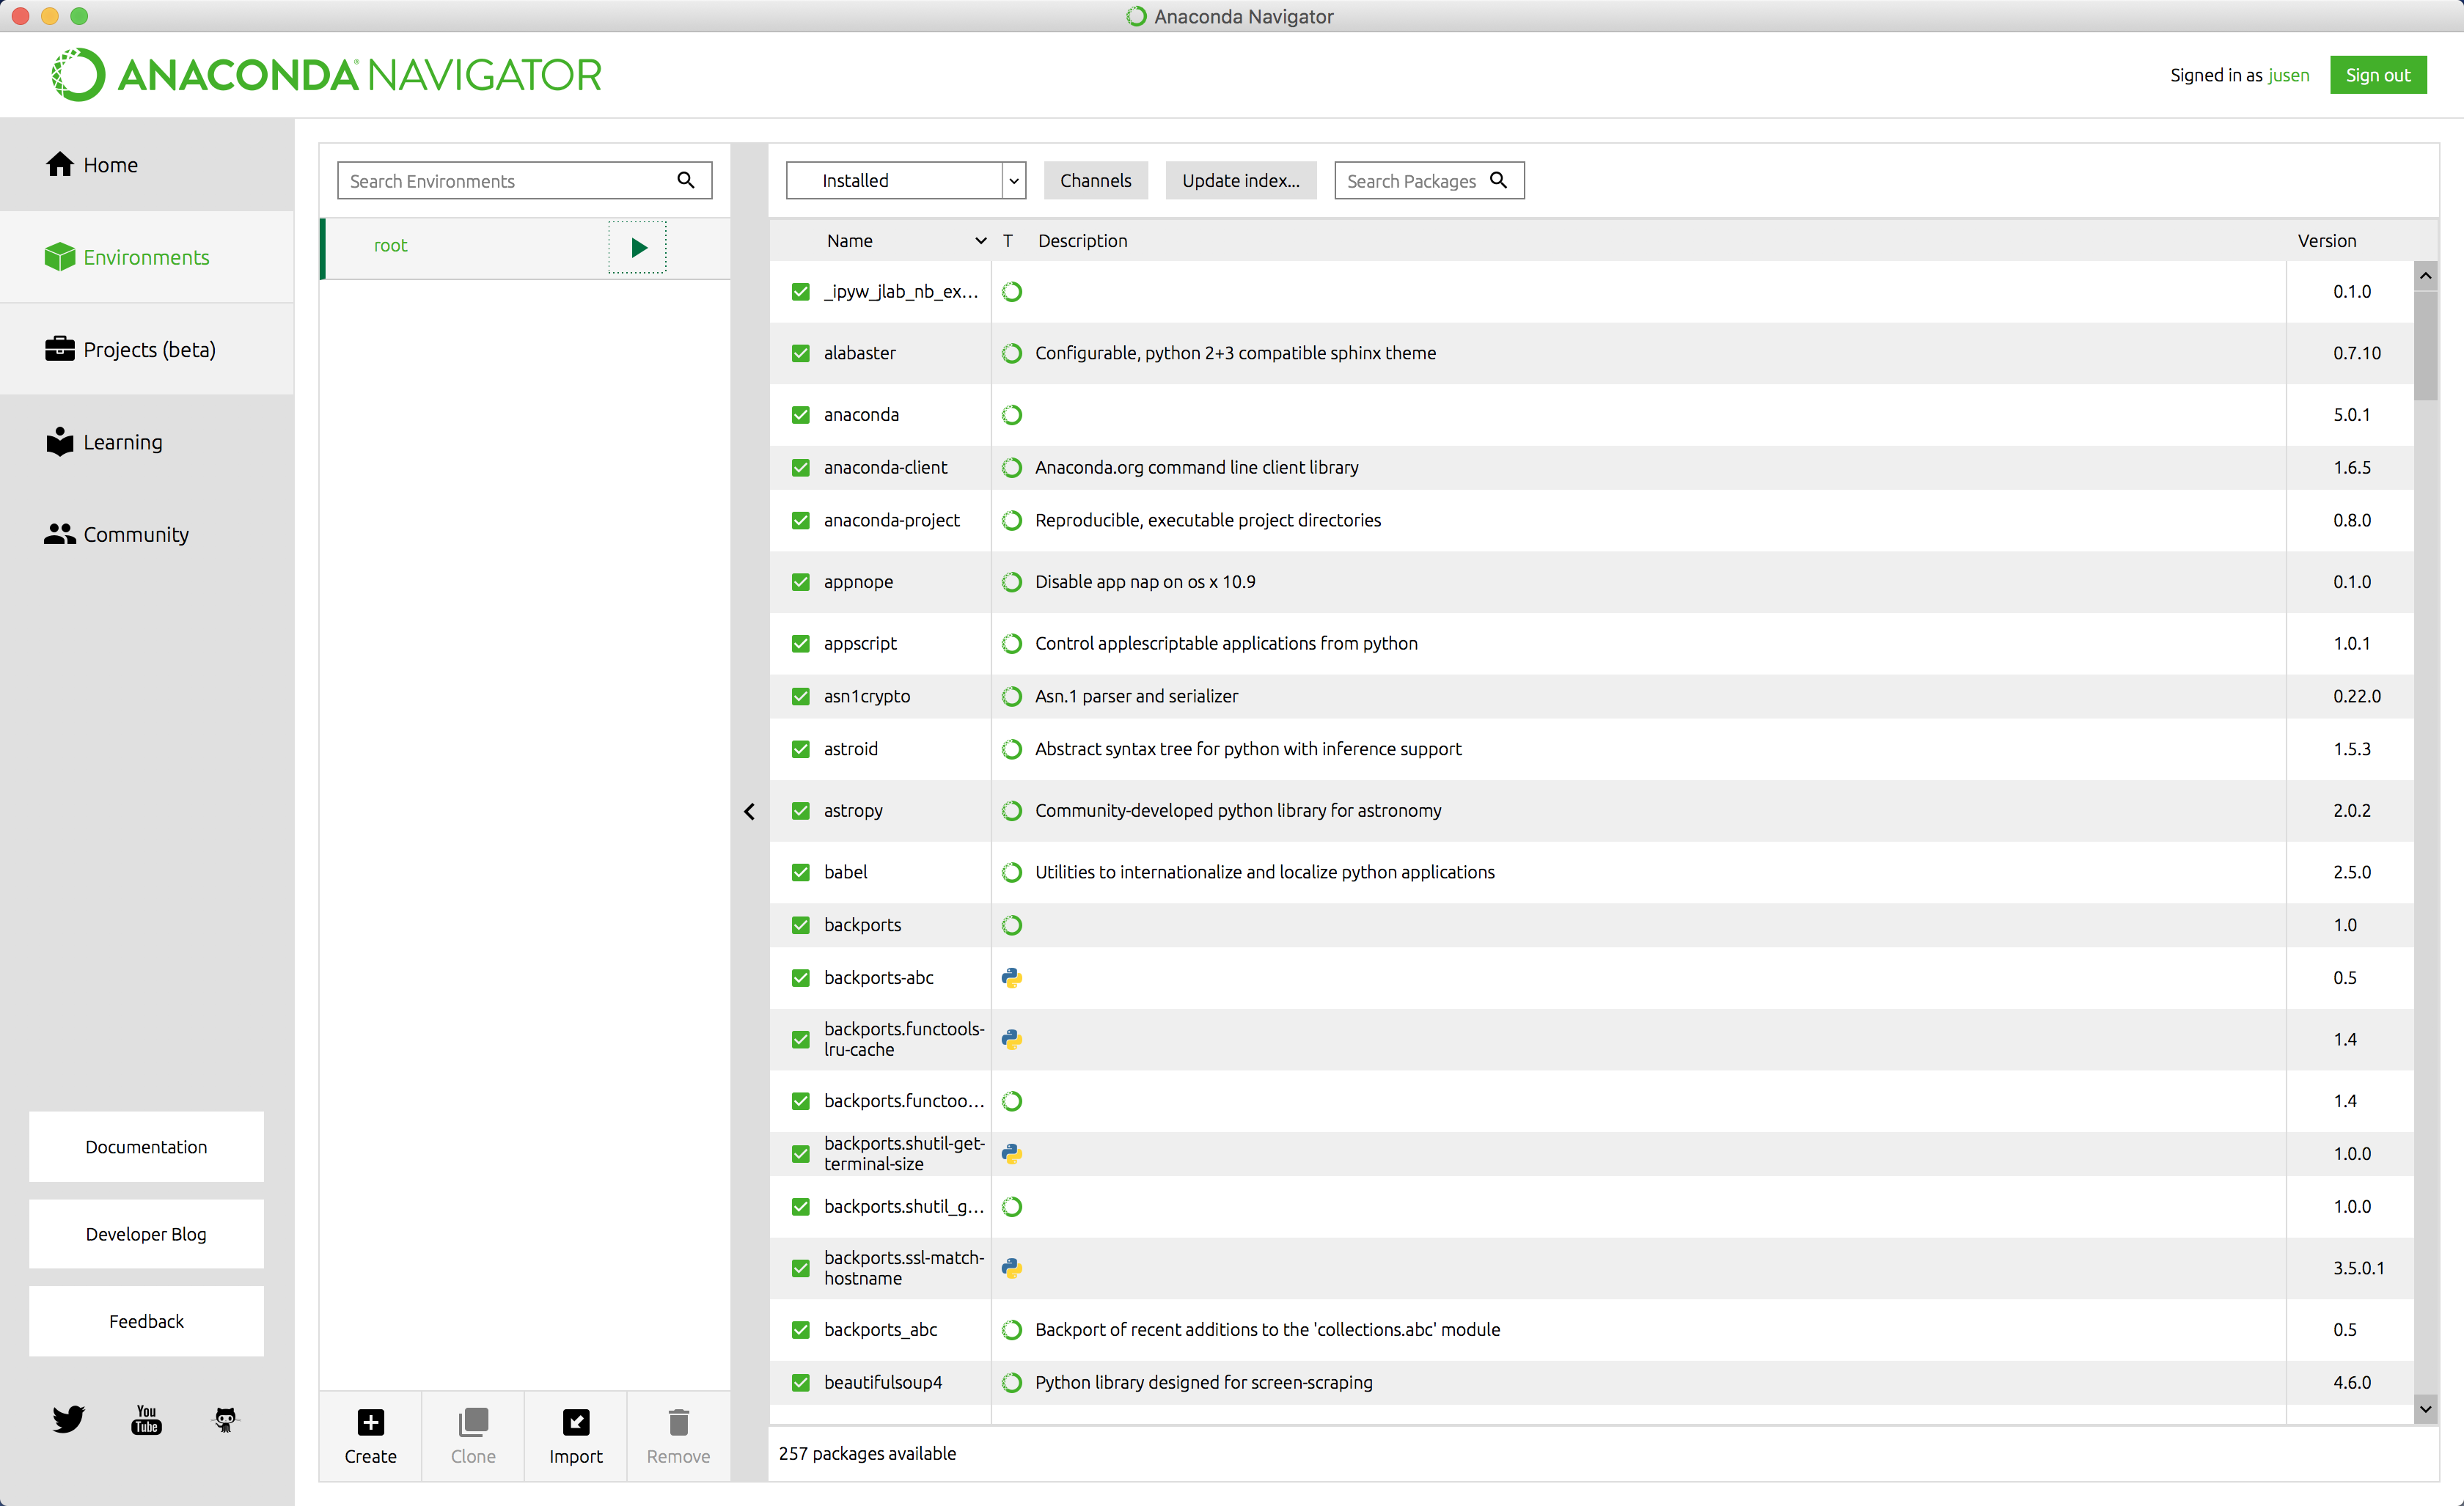 Anaconda Navigator
ANACONDA NAVIGATOR
Signed in as jusen
Sign out
Home
Environments
Projects (beta)
Learning
Community
Documentation
Developer Blog
Feedback
You
Tube
Search Environments
root
Create
Clone
Import
Remove
Installed
Channels
Update index...
Search Packages
Name T Description Version
_ipyw_jlab_nb_ex... 0.1.0
alabaster Configurable, python 2+3 compatible sphinx theme 0.7.10
anaconda 5.0.1
anaconda-client Anaconda.org command line client library 1.6.5
anaconda-project Reproducible, executable project directories 0.8.0
appnope Disable app nap on os x 10.9 0.1.0
appscript Control applescriptable applications from python 1.0.1
asn1crypto Asn.1 parser and serializer 0.22.0
astroid Abstract syntax tree for python with inference support 1.5.3
astropy Community-developed python library for astronomy 2.0.2
babel Utilities to internationalize and localize python applications 2.5.0
backports 1.0
backports-abc 0.5
backports.functools-
lru-cache 1.4
backports.functoo... 1.4
backports.shutil-get-
terminal-size 1.0.0
backports.shutil_g... 1.0.0
backports.ssl-match-
hostname 3.5.0.1
backports_abc Backport of recent additions to the 'collections.abc' module 0.5
beautifulsoup4 Python library designed for screen-scraping 4.6.0
257 packages available